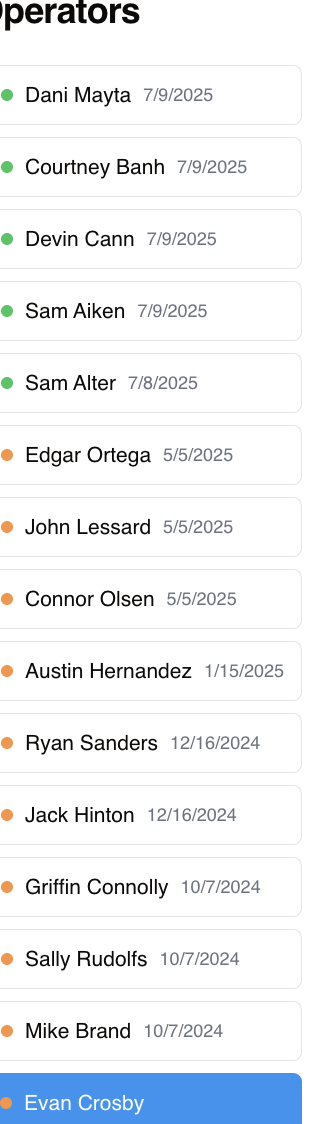 Operators
Dani Mayta 7/9/2025
Courtney Banh 7/9/2025
Devin Cann 7/9/2025
Sam Aiken 7/9/2025
Sam Alter 7/8/2025
Edgar Ortega 5/5/2025
John Lessard 5/5/2025
Connor Olsen 5/5/2025
Austin Hernandez 1/15/2025
Ryan Sanders 12/16/2024
Jack Hinton 12/16/2024
Griffin Connolly 10/7/2024
Sally Rudolfs 10/7/2024
Mike Brand 10/7/2024
Evan Crosby